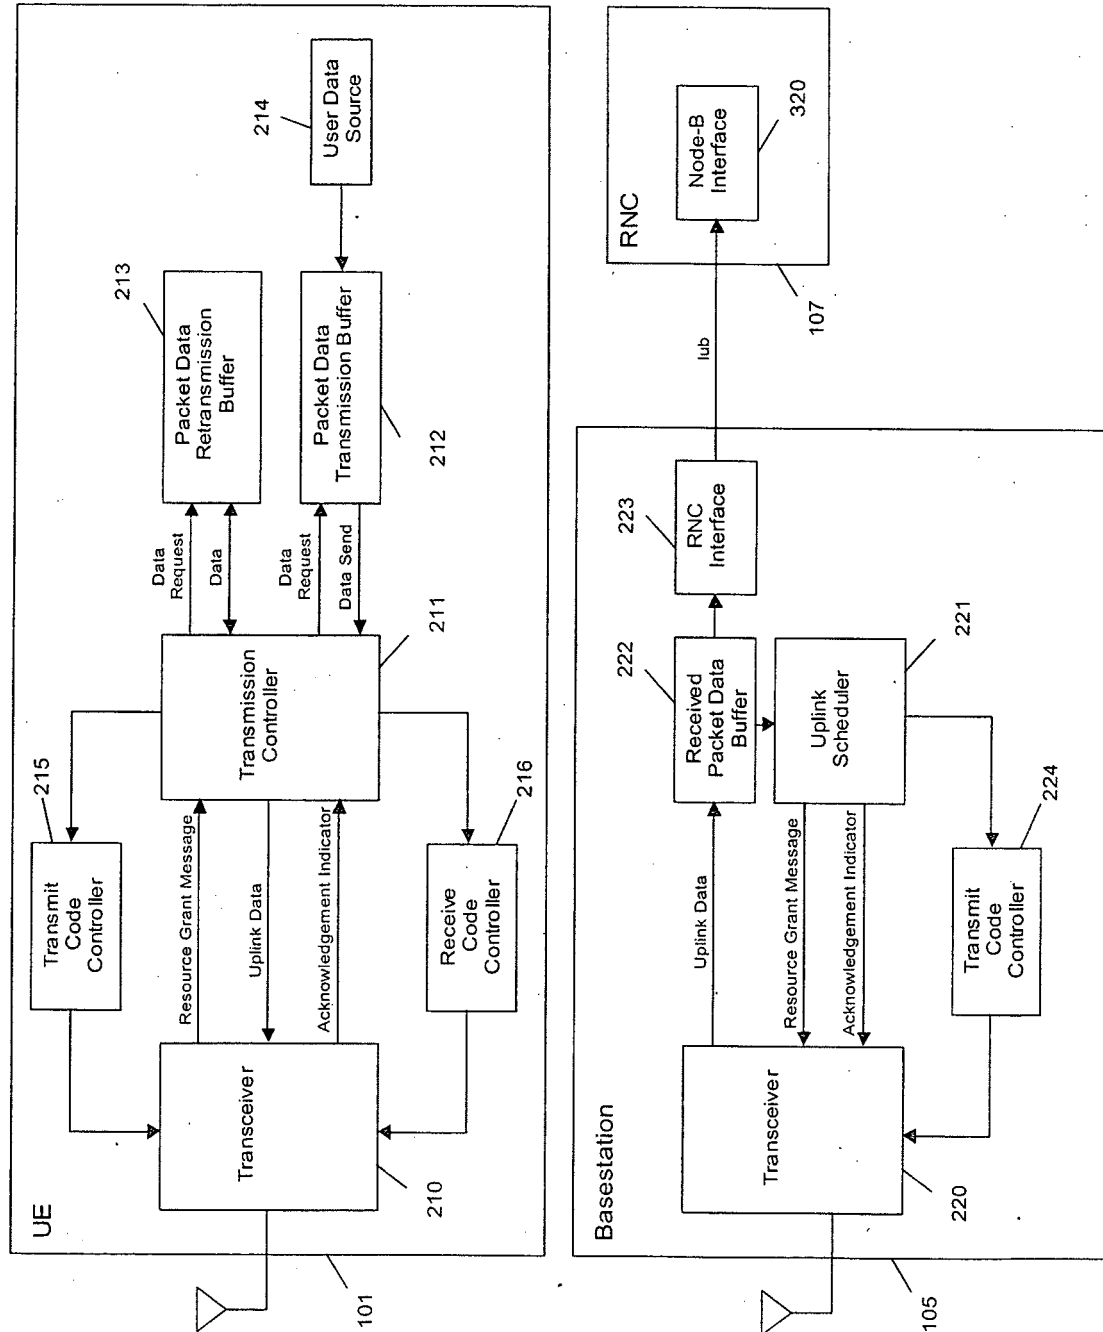 UE
101
Transceiver
210
Transmit
Code
Controller
215
Resource Grant Message
Uplink Data
Acknowledgement Indicator
Receive
Code
Controller
216
Transmission
Controller
211
Data
Request
Data
Data
Request
Data Send
Packet Data
Retransmission
Buffer
213
Packet Data
Transmission Buffer
212
User Data
Source
214
Basestation
105
Transceiver
220
Uplink Data
Resource Grant Message
Acknowledgement Indicator
Transmit
Code
Controller
224
Received
Packet Data
Buffer
222
Uplink
Scheduler
221
RNC
Interface
223
Iub
RNC
107
Node-B
Interface
320